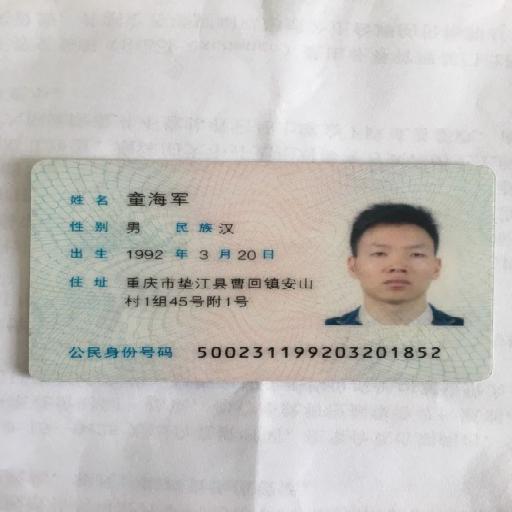 姓名 童海军
性别 男 民族 汉
出生 1992 年 3 月 20 日
住址 重庆市垫江县曹回镇安山
村1组45号附1号
公民身份号码 500231199203201852